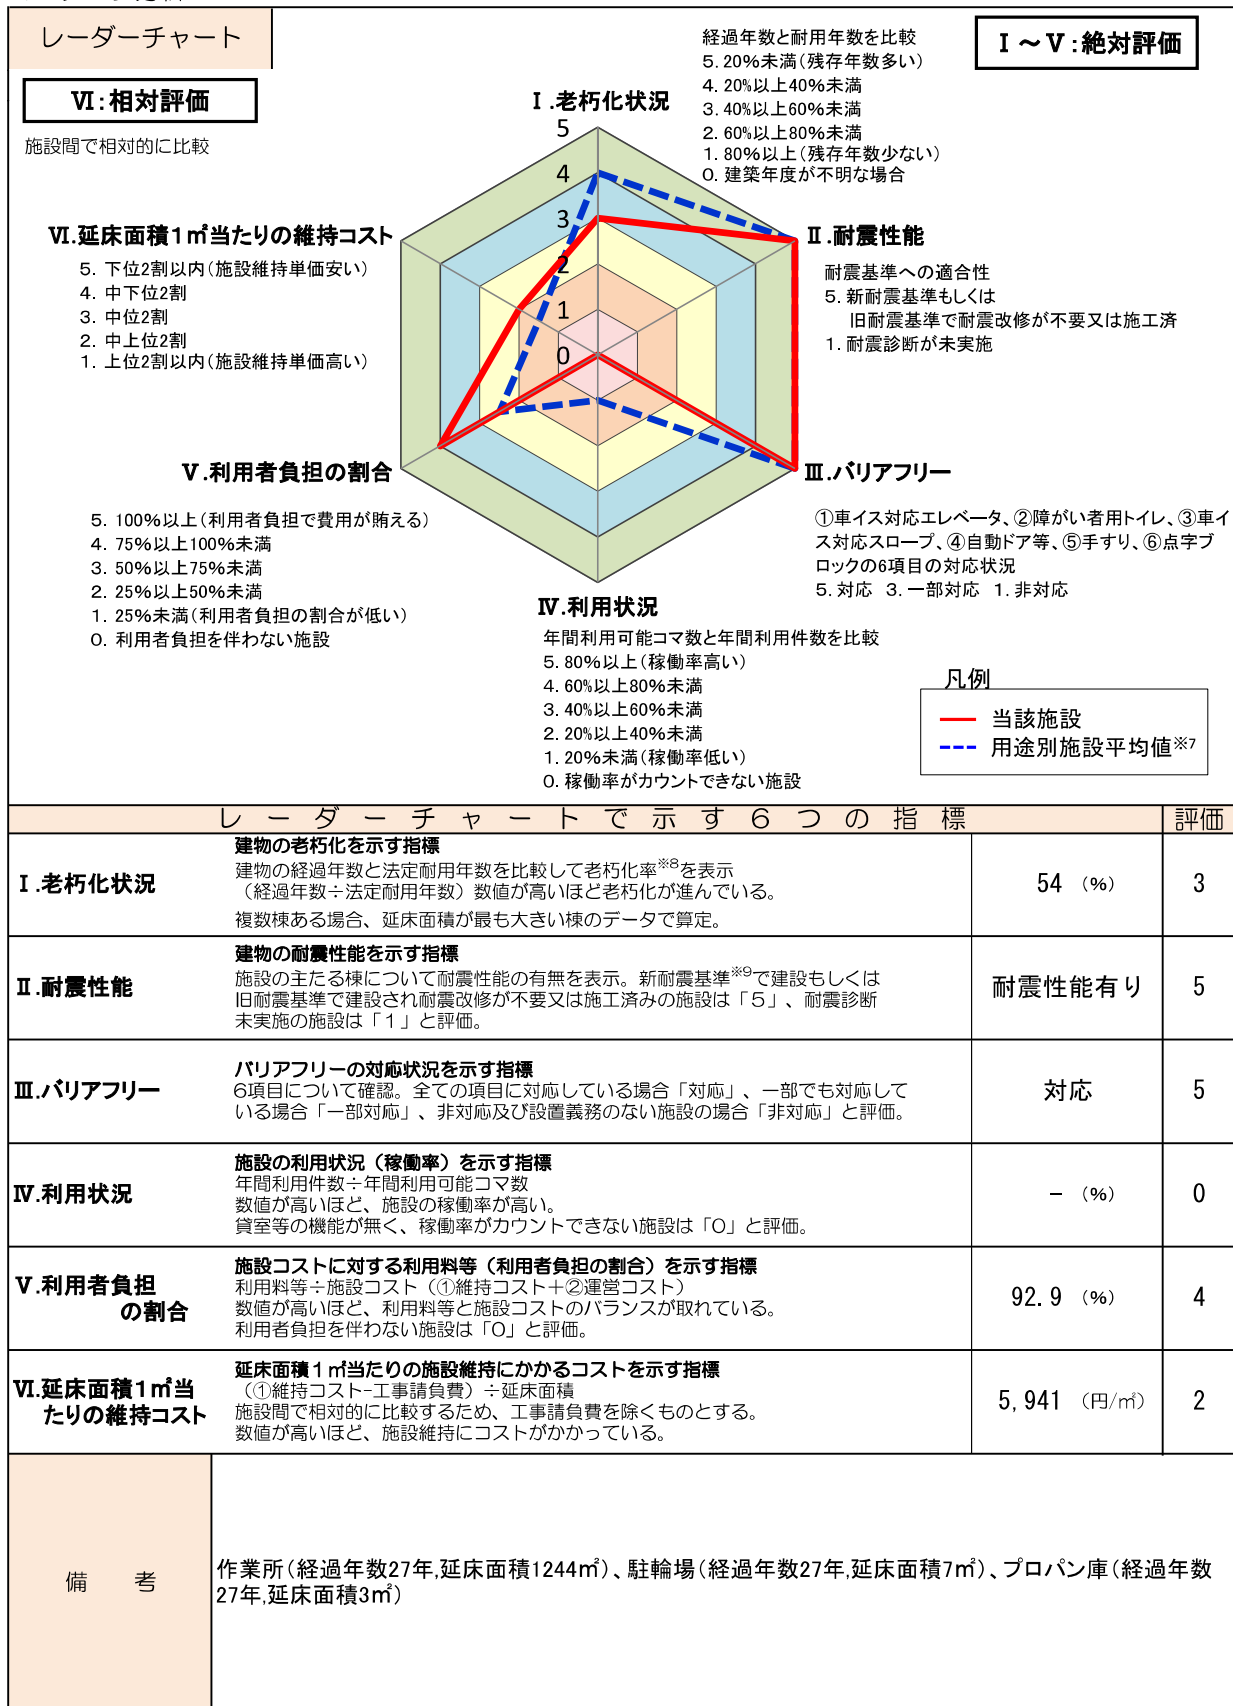 レーダーチャート
Ⅰ～Ⅴ：絶対評価
Ⅵ：相対評価
施設間で相対的に比較
経過年数と耐用年数を比較
5. 20%未満（残存年数多い）
4. 20%以上40%未満
3. 40%以上60%未満
2. 60%以上80%未満
1. 80%以上（残存年数少ない）
0. 建築年度が不明な場合
Ⅰ.老朽化状況
5
4
3
2
1
0
Ⅱ.耐震性能
耐震基準への適合性
5. 新耐震基準もしくは
旧耐震基準で耐震改修が不要又は施工済
1. 耐震診断が未実施
Ⅵ.延床面積1㎡当たりの維持コスト
5. 下位2割以内（施設維持単価安い）
4. 中下位2割
3. 中位2割
2. 中上位2割
1. 上位2割以内（施設維持単価高い）
Ⅴ.利用者負担の割合
5. 100%以上（利用者負担で費用が賄える）
4. 75%以上100%未満
3. 50%以上75%未満
2. 25%以上50%未満
1. 25%未満（利用者負担の割合が低い）
0. 利用者負担を伴わない施設
Ⅲ.バリアフリー
①車イス対応エレベータ、②障がい者用トイレ、③車イ
ス対応スロープ、④自動ドア等、⑤手すり、⑥点字ブ
ロックの6項目の対応状況
5. 対応 3. 一部対応 1. 非対応
Ⅳ.利用状況
年間利用可能コマ数と年間利用件数を比較
5. 80%以上（稼働率高い）
4. 60%以上80%未満
3. 40%以上60%未満
2. 20%以上40%未満
1. 20%未満（稼働率低い）
0. 稼働率がカウントできない施設
凡例
当該施設
用途別施設平均値※7
レーダーチャートで示す6つの指標 評価
Ⅰ.老朽化状況
建物の老朽化を示す指標
建物の経過年数と法定耐用年数を比較して老朽化率※8を表示
（経過年数÷法定耐用年数）数値が高いほど老朽化が進んでいる。
複数棟ある場合、延床面積が最も大きい棟のデータで算定。
54 （%） 3
Ⅱ.耐震性能
建物の耐震性能を示す指標
施設の主たる棟について耐震性能の有無を表示。新耐震基準※9で建設もしくは
旧耐震基準で建設され耐震改修が不要又は施工済みの施設は「5」、耐震診断
未実施の施設は「1」と評価。
耐震性能有り 5
Ⅲ.バリアフリー
バリアフリーの対応状況を示す指標
6項目について確認。全ての項目に対応している場合「対応」、一部でも対応して
いる場合「一部対応」、非対応及び設置義務のない施設の場合「非対応」と評価。
対応 5
Ⅳ.利用状況
施設の利用状況（稼働率）を示す指標
年間利用件数÷年間利用可能コマ数
数値が高いほど、施設の稼働率が高い。
貸室等の機能が無く、稼働率がカウントできない施設は「0」と評価。
－ （%） 0
Ⅴ.利用者負担
の割合
施設コストに対する利用料等（利用者負担の割合）を示す指標
利用料等÷施設コスト（①維持コスト＋②運営コスト）
数値が高いほど、利用料等と施設コストのバランスが取れている。
利用者負担を伴わない施設は「0」と評価。
92.9 （%） 4
Ⅵ.延床面積1㎡当
たりの維持コスト
延床面積1㎡当たりの施設維持にかかるコストを示す指標
（①維持コスト-工事請負費）÷延床面積
施設間で相対的に比較するため、工事請負費を除くものとする。
数値が高いほど、施設維持にコストがかかっている。
5,941 （円/㎡） 2
備 考
作業所（経過年数27年,延床面積1244㎡）、駐輪場（経過年数27年,延床面積7㎡）、プロパン庫（経過年数
27年,延床面積3㎡）